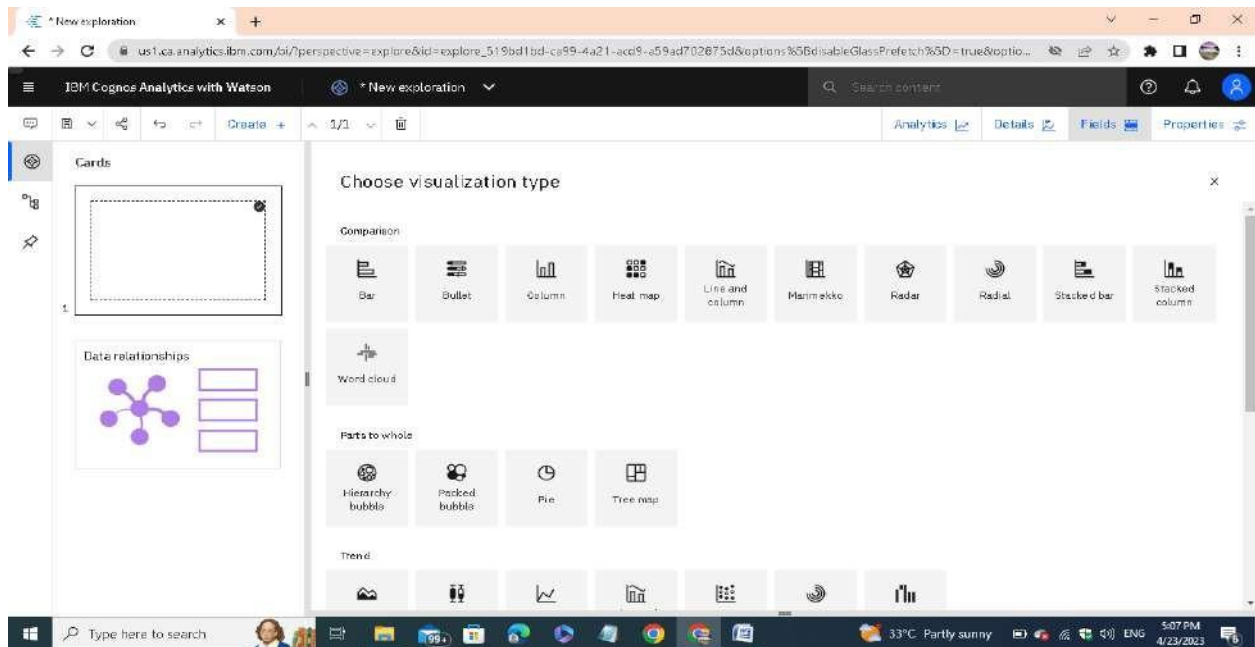 * New exploration
us1.ca.analytics.ibm.com/bi/?perspective=explore&id=explore_519bd1bd-ca99-4a21-acd9-a59ad702875d&options%5BdisableGlassPrefetch%5D=true&optio...
IBM Cognos Analytics with Watson
* New exploration
Search content
Create +
1/1
Analytics
Details
Fields
Properties
Cards
1
Data relationships
Choose visualization type
Comparison
Bar
Bullet
Column
Heat map
Line and
column
Marimekko
Radar
Radial
Stacked bar
Stacked
column
Word cloud
Parts to whole
Hierarchy
bubble
Packed
bubble
Pie
Tree map
Trend
Type here to search
99+
33°C Partly sunny
ENG
5:07 PM
4/23/2023
6